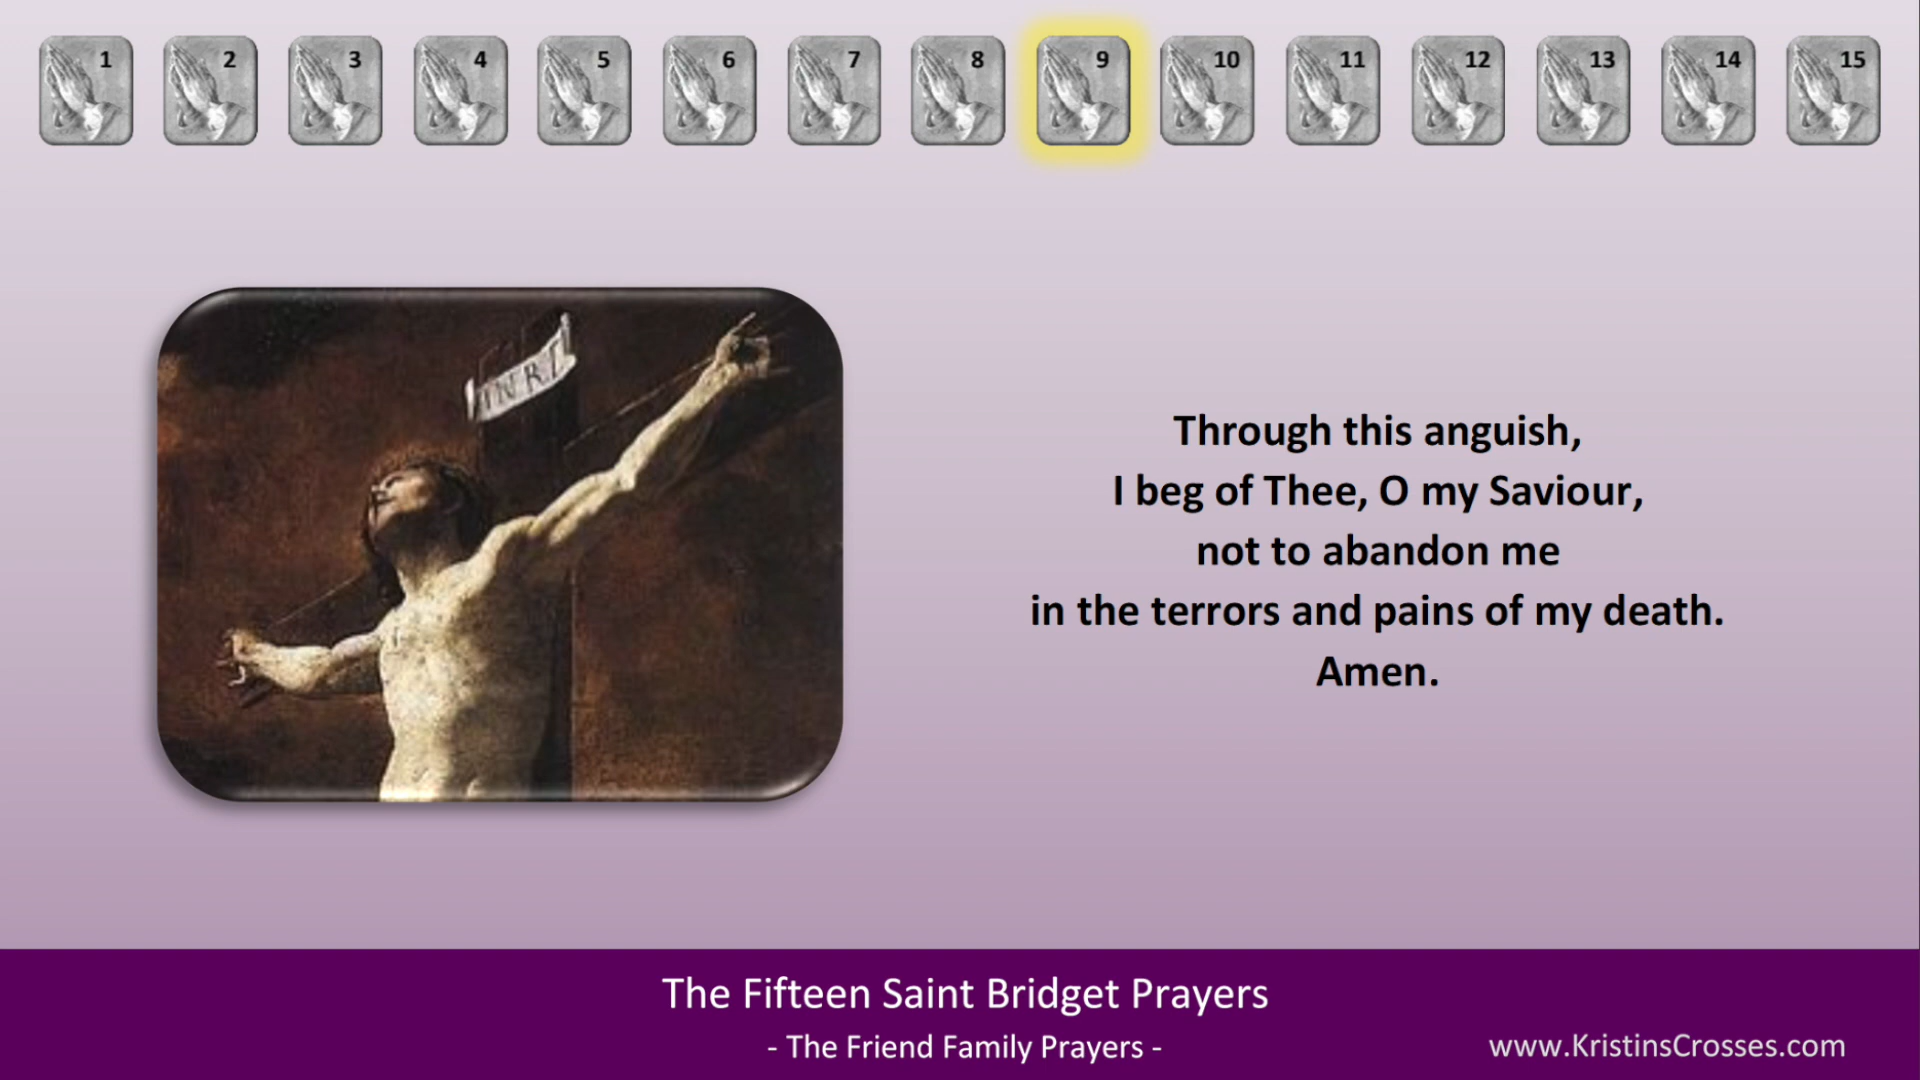 1 2 3 4 5 6 7 8 9 10 11 12 13 14 15
INRI
Through this anguish,
I beg of Thee, O my Saviour,
not to abandon me
in the terrors and pains of my death.
Amen.
The Fifteen Saint Bridget Prayers
- The Friend Family Prayers -
www.KristinsCrosses.com